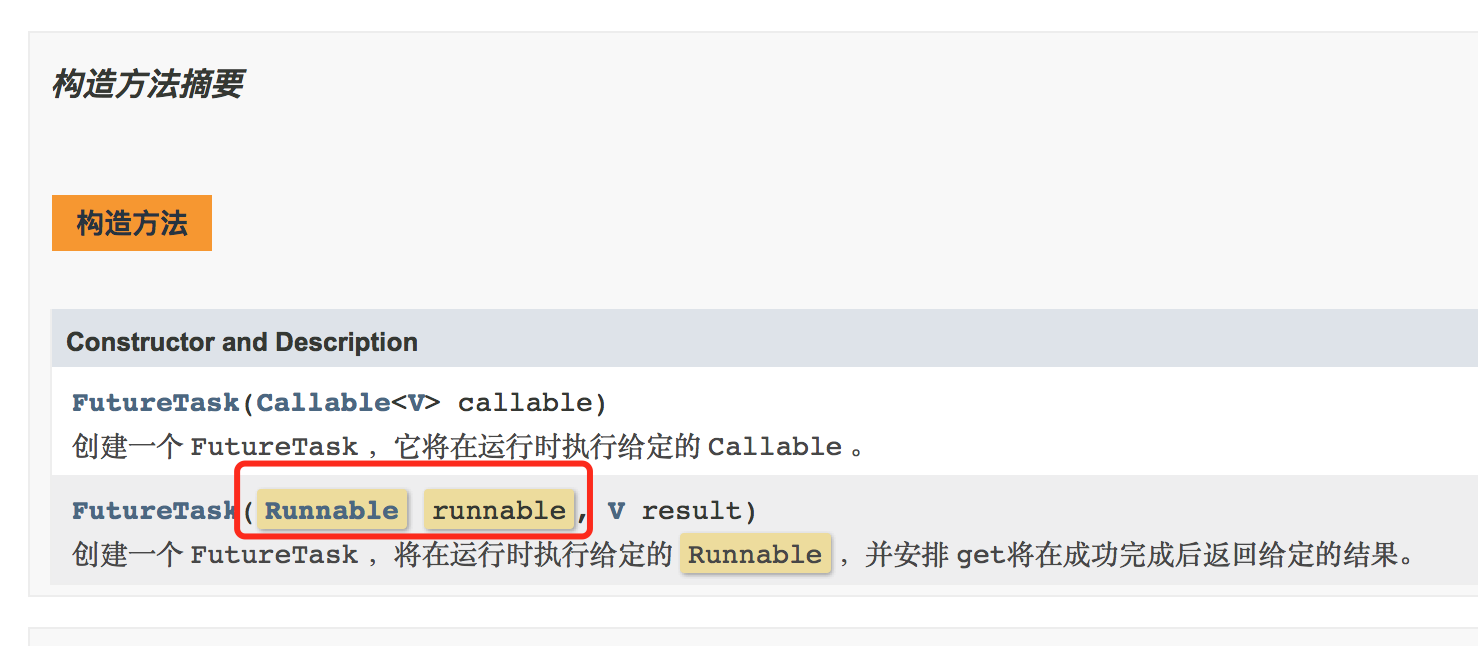 构造方法摘要
构造方法
Constructor and Description
FutureTask(Callable<V> callable)
创建一个 FutureTask ，它将在运行时执行给定的 Callable 。
FutureTask(Runnable runnable, V result)
创建一个 FutureTask ，将在运行时执行给定的 Runnable ，并安排 get将在成功完成后返回给定的结果。